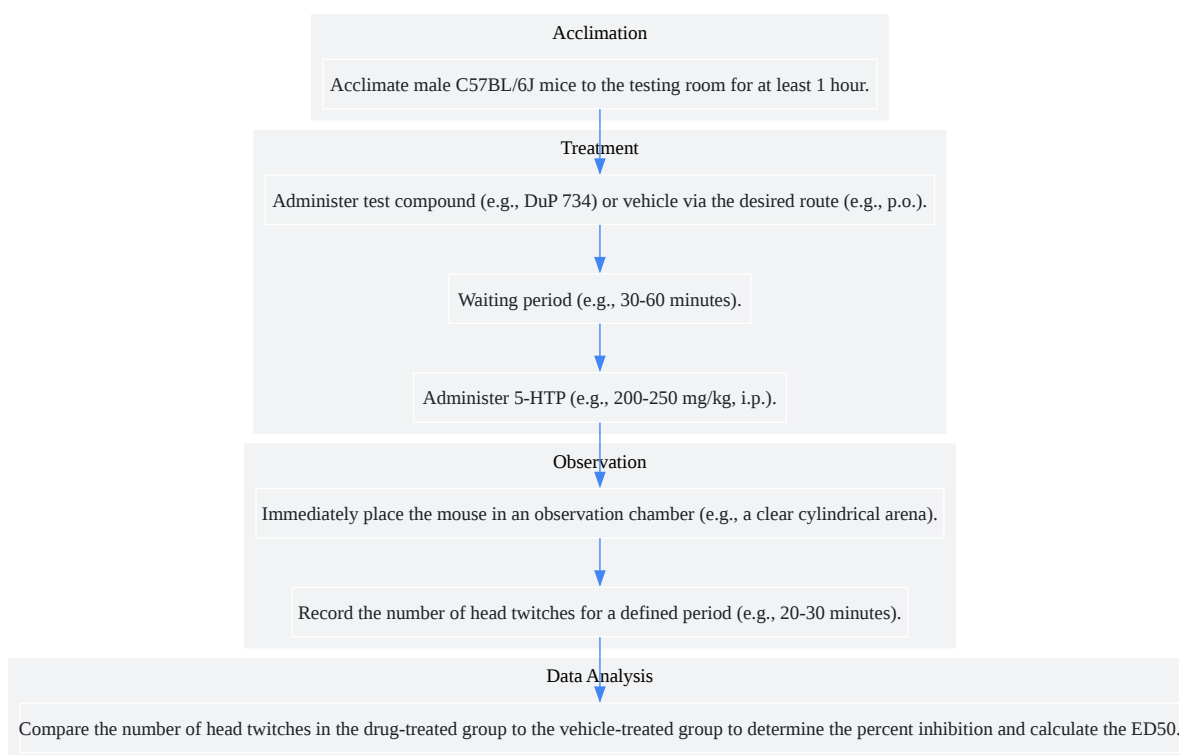 Acclimation
Acclimate male C57BL/6J mice to the testing room for at least 1 hour.
Treatment
Administer test compound (e.g., DuP 734) or vehicle via the desired route (e.g., p.o.).
Waiting period (e.g., 30-60 minutes).
Administer 5-HTP (e.g., 200-250 mg/kg, i.p.).
Observation
Immediately place the mouse in an observation chamber (e.g., a clear cylindrical arena).
Record the number of head twitches for a defined period (e.g., 20-30 minutes).
Data Analysis
Compare the number of head twitches in the drug-treated group to the vehicle-treated group to determine the percent inhibition and calculate the ED50.